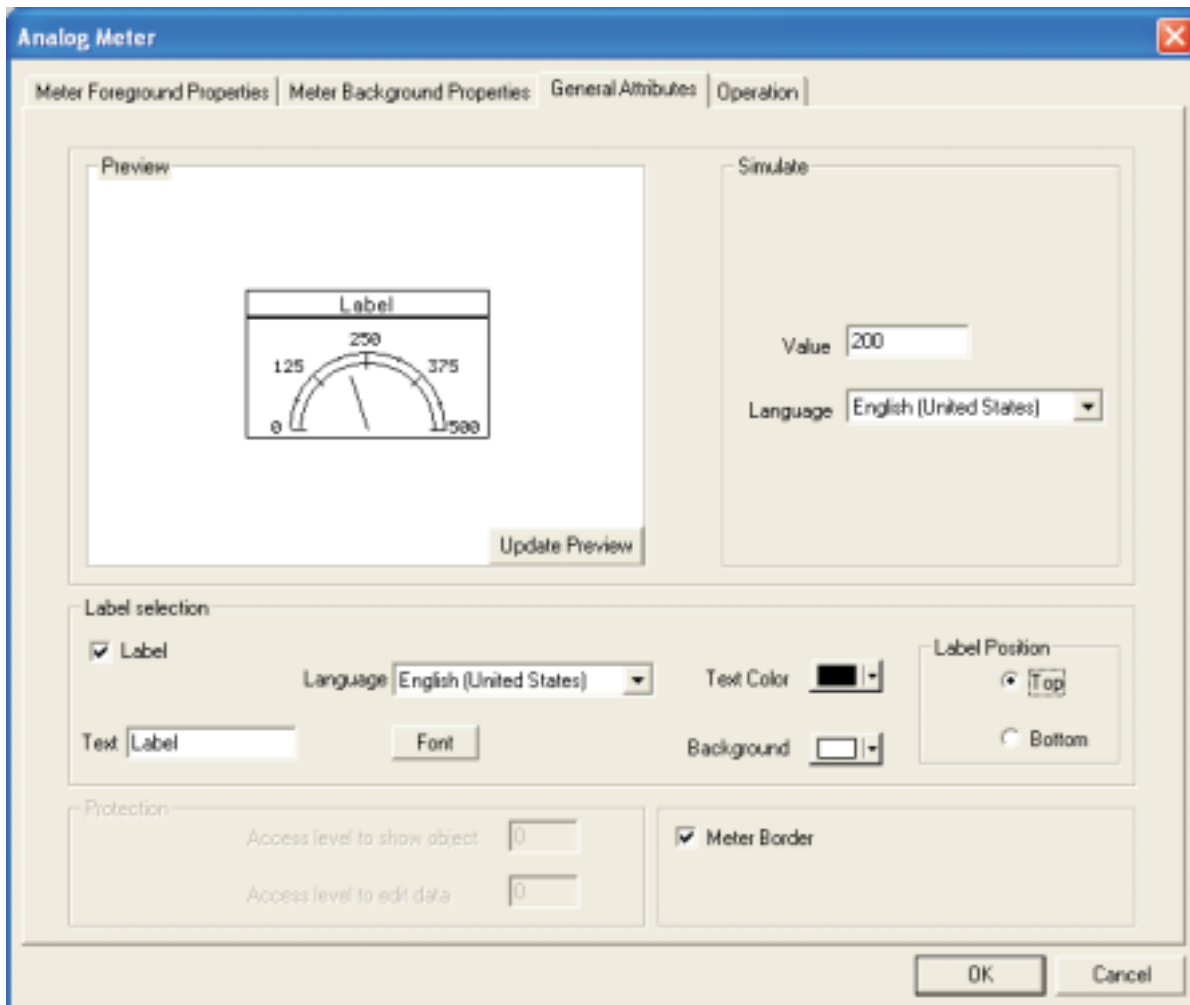 Analog Meter
Meter Foreground Properties
Meter Background Properties
General Attributes
Operation
Preview
Label
250
125
375
0
500
Update Preview
Simulate
Value 200
Language English (United States)
Label selection
Label
Language English (United States)
Text Color
Label Position
Top
Text Label
Font
Background
Bottom
Protection
Access level to show object 0
Access level to edit data 0
Meter Border
OK
Cancel